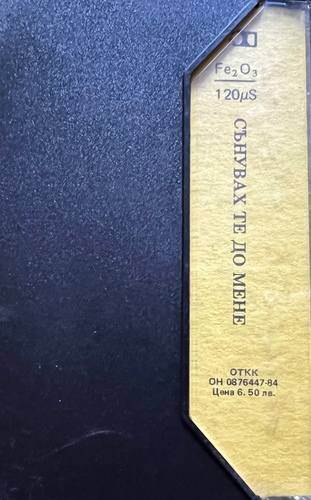 Fe₂O₃
120µS
СЪНУВАХ ТЕ ДО МЕНЕ
ОТКК
ОН 0876447-84
Цена 6.50 лв.